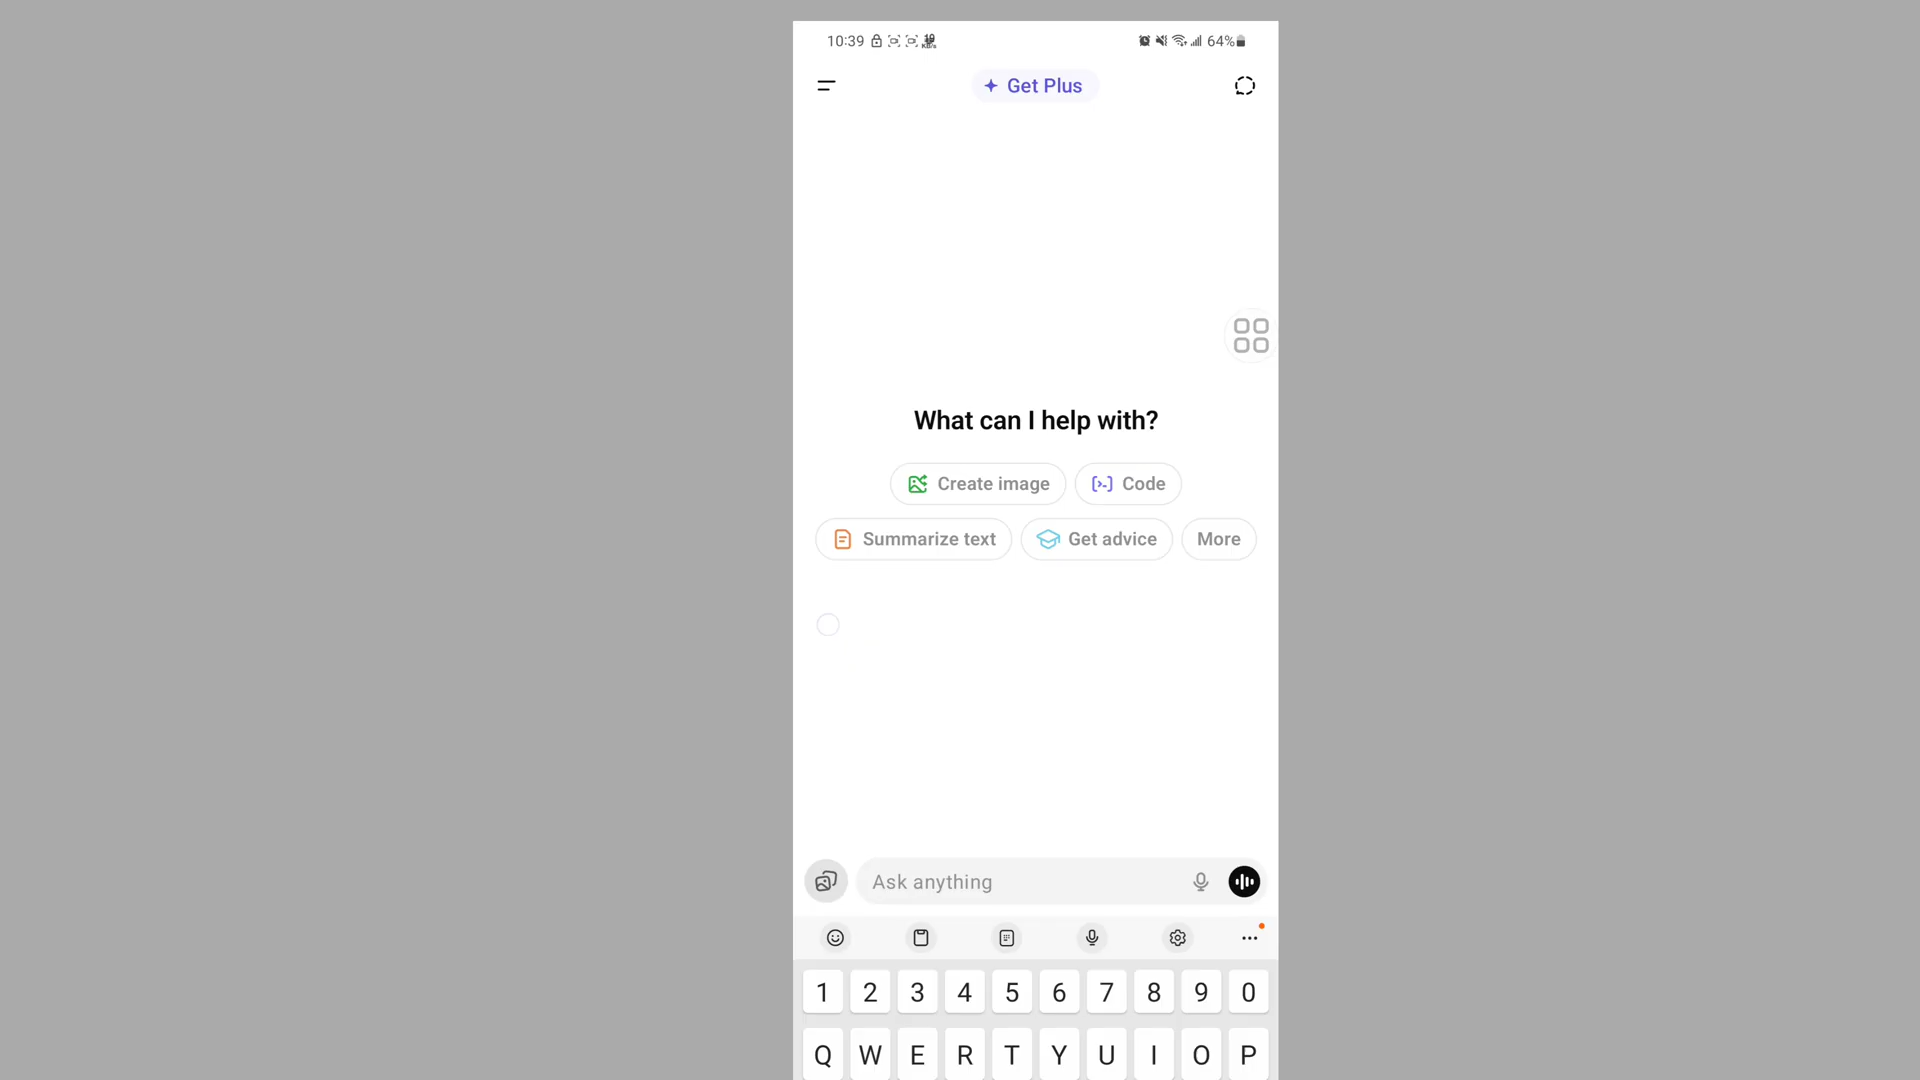 10:39 64%
Get Plus
What can I help with?
Create image Code
Summarize text Get advice More
Ask anything
1 2 3 4 5 6 7 8 9 0
Q W E R T Y U I O P